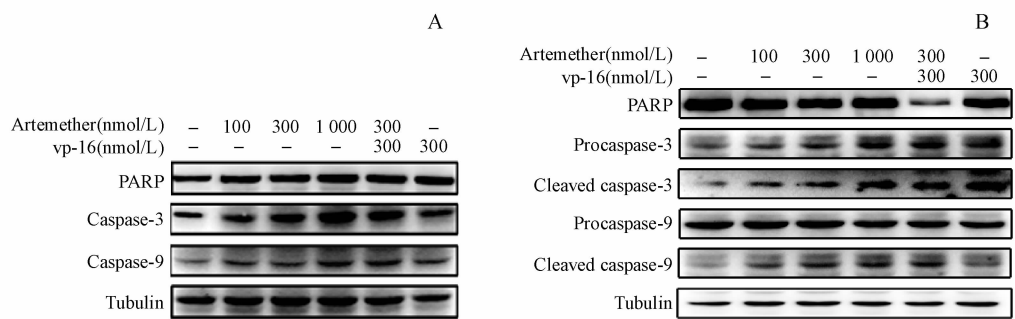 A
Artemether(nmol/L) – 100 300 1 000 300 –
vp-16(nmol/L) – – – – 300 300
PARP
Caspase-3
Caspase-9
Tubulin
B
Artemether(nmol/L) – 100 300 1 000 300 –
vp-16(nmol/L) – – – – 300 300
PARP
Procaspase-3
Cleaved caspase-3
Procaspase-9
Cleaved caspase-9
Tubulin